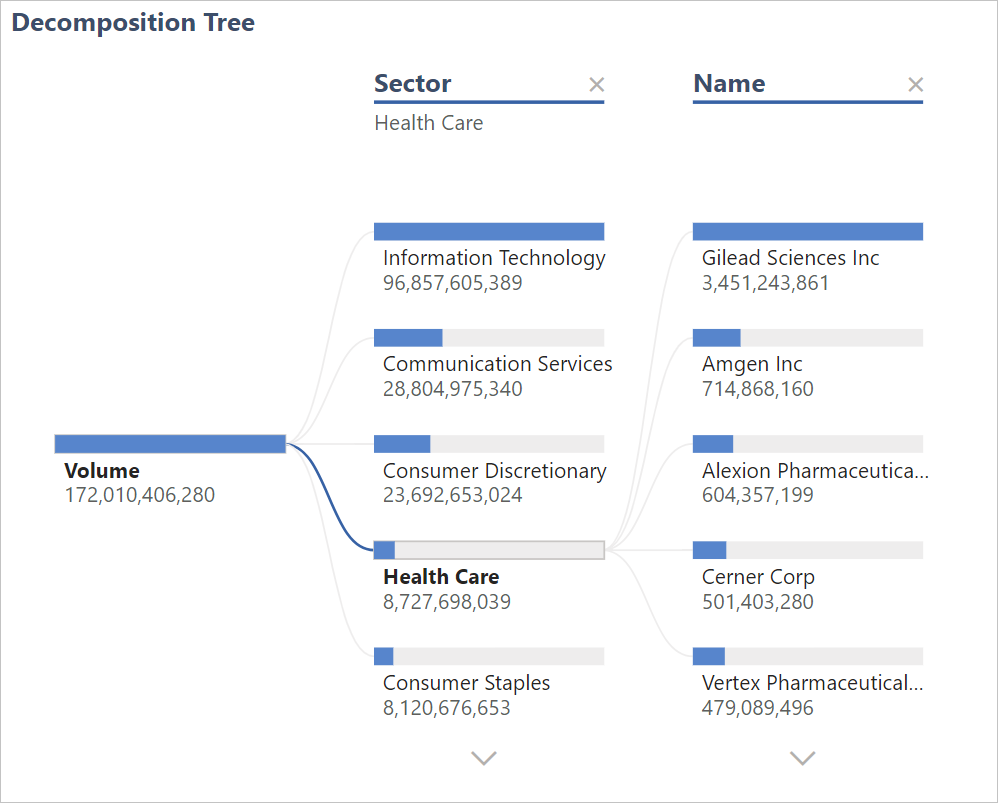 Decomposition Tree
Sector
Name
Health Care
Information Technology
96,857,605,389
Gilead Sciences Inc
3,451,243,861
Communication Services
28,804,975,340
Amgen Inc
714,868,160
Volume
172,010,406,280
Consumer Discretionary
23,692,653,024
Alexion Pharmaceutica...
604,357,199
Health Care
8,727,698,039
Cerner Corp
501,403,280
Consumer Staples
8,120,676,653
Vertex Pharmaceutical...
479,089,496